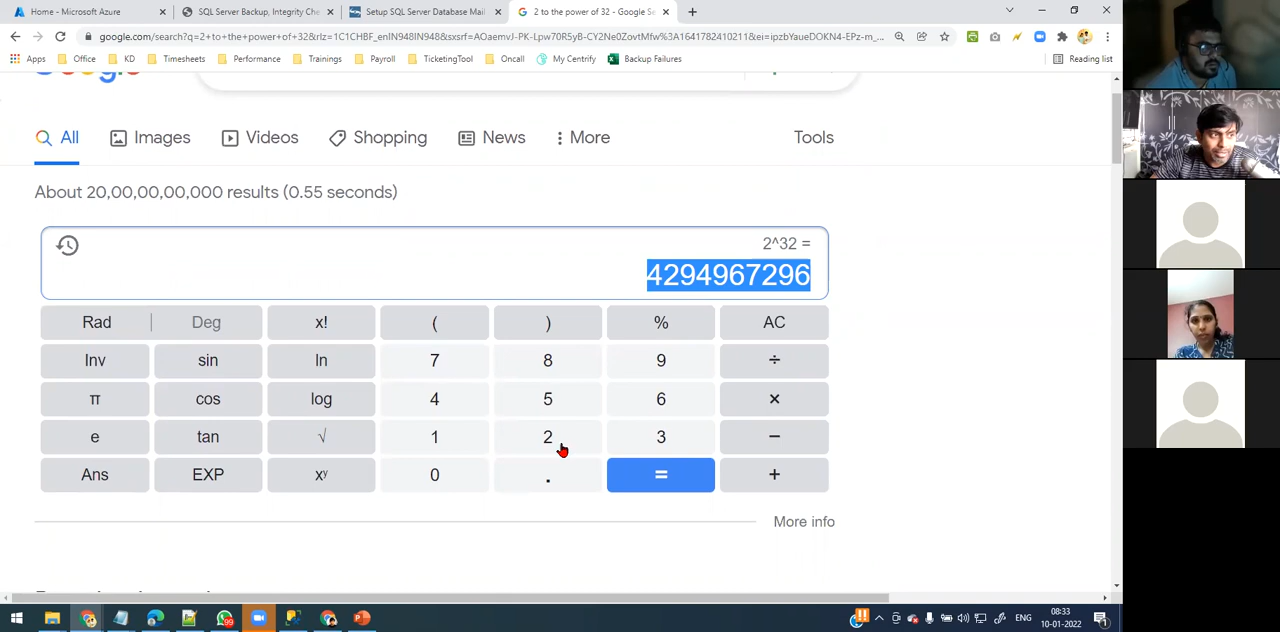 Home - Microsoft Azure
SQL Server Backup, Integrity Che
Setup SQL Server Database Mail
2 to the power of 32 - Google Se
google.com/search?q=2+to+the+power+of+32&rlz=1C1CHBF_enIN948IN948&sxsrf=AOaemvJ-PK-Lpw70R5yB-CY2Ne0ZovtMfw%3A1641782410211&ei=ipzbYaueDOKN4-EPz-m_...
Apps Office KD Timesheets Performance Trainings Payroll TicketingTool Oncall My Centrify Backup Failures Reading list
All Images Videos Shopping News More Tools
About 20,00,00,00,000 results (0.55 seconds)
2^32 =
4294967296
Rad Deg x! ( ) % AC
Inv sin ln 7 8 9 ÷
π cos log 4 5 6 ×
e tan √ 1 2 3 −
Ans EXP xʸ 0 . = +
More info
99
ENG
08:33
10-01-2022
1